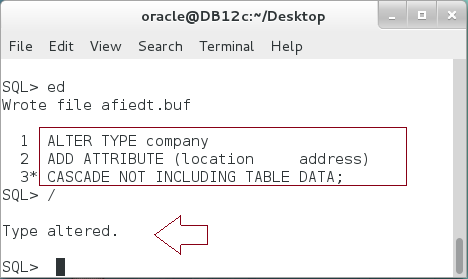 oracle@DB12c:~/Desktop
File Edit View Search Terminal Help
SQL> ed
Wrote file afiedt.buf
1 ALTER TYPE company
2 ADD ATTRIBUTE (location address)
3* CASCADE NOT INCLUDING TABLE DATA;
SQL> /
Type altered.
SQL>